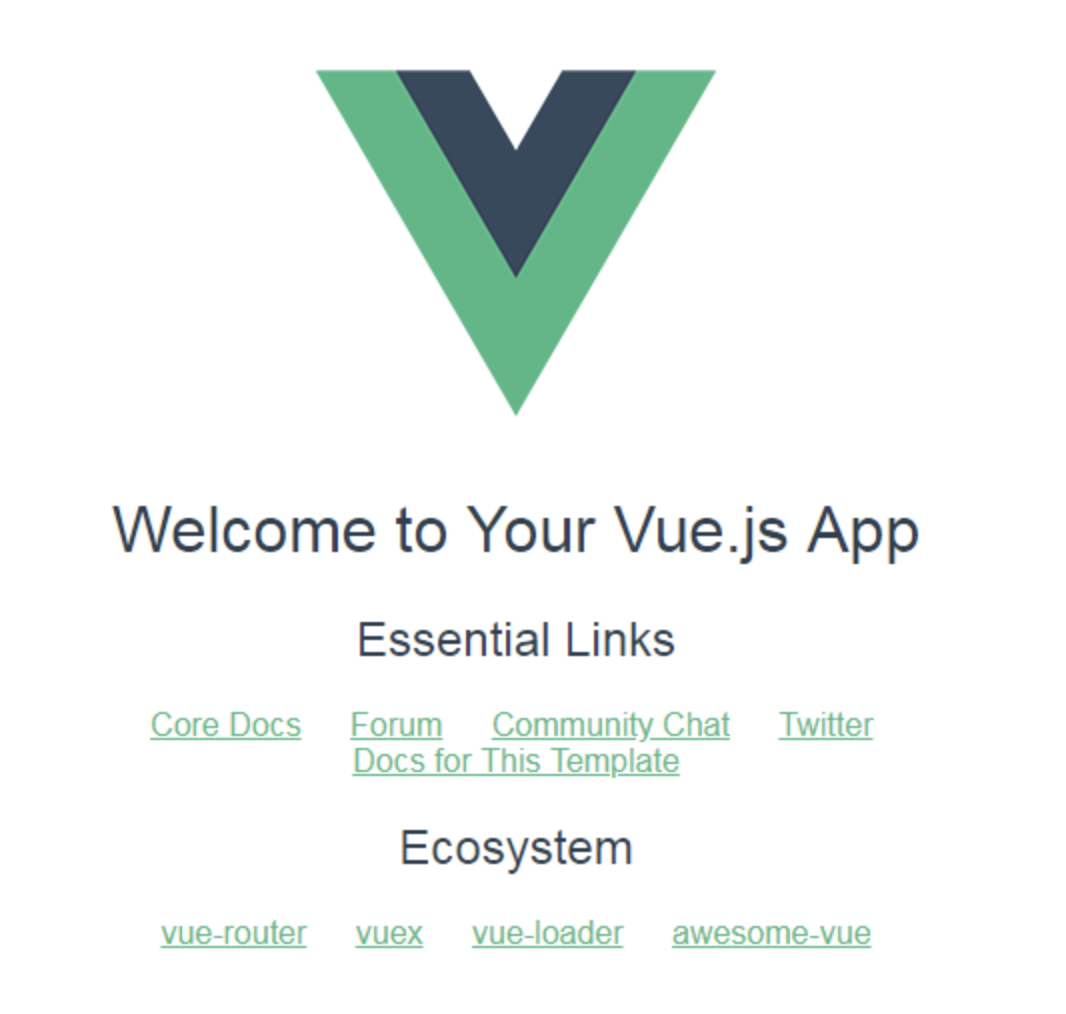 Welcome to Your Vue.js App
Essential Links
Core Docs Forum Community Chat Twitter
Docs for This Template
Ecosystem
vue-router vuex vue-loader awesome-vue